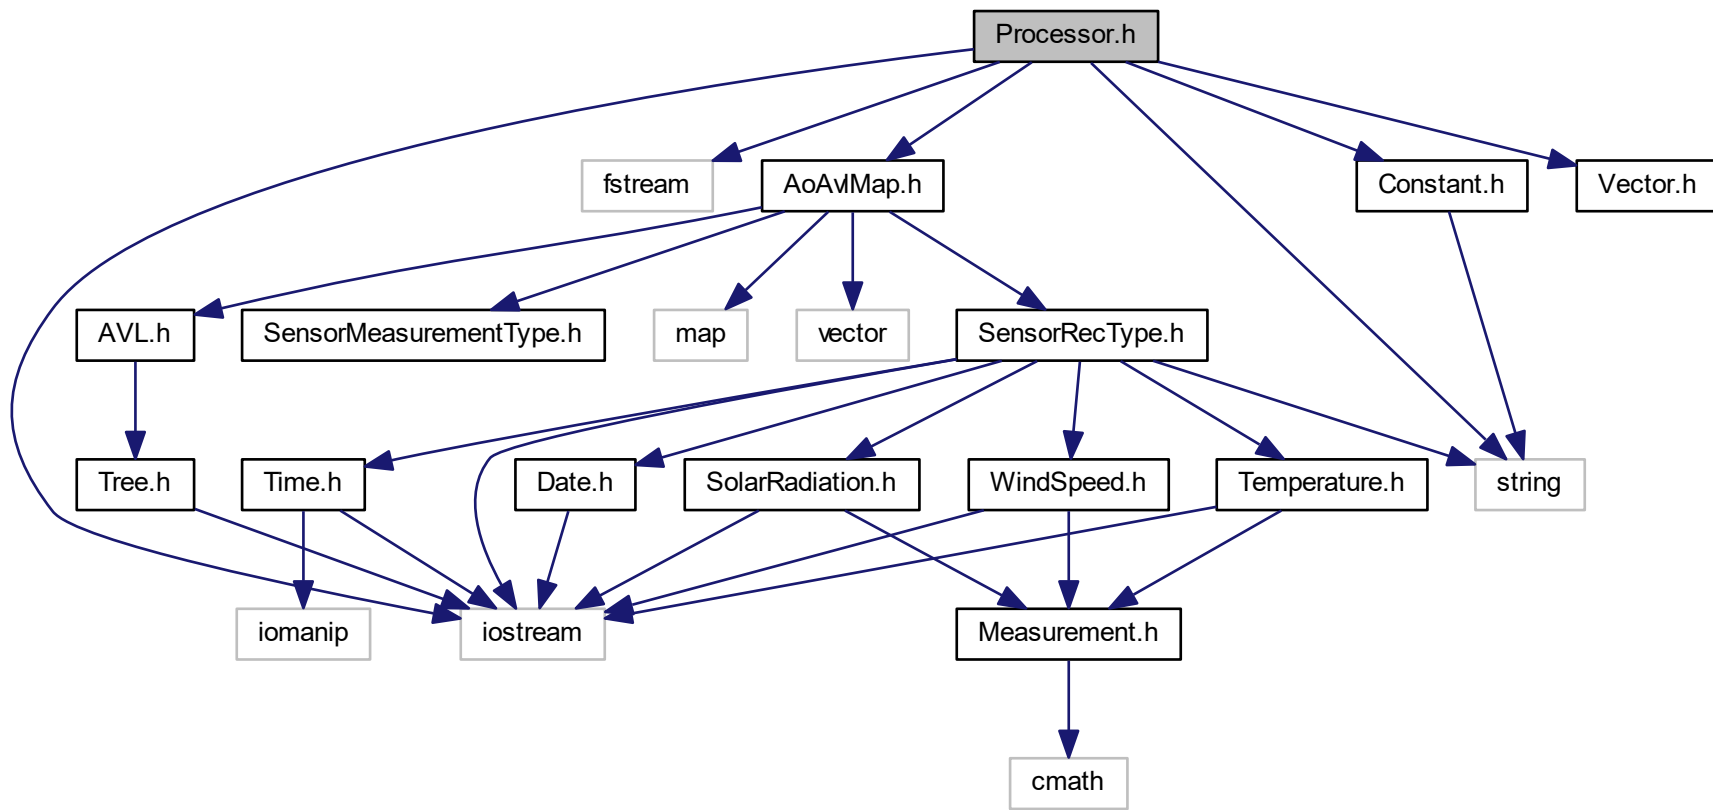 Processor.h
fstream
AoAvlMap.h
Constant.h
Vector.h
AVL.h
SensorMeasurementType.h
map
vector
SensorRecType.h
Tree.h
Time.h
Date.h
SolarRadiation.h
WindSpeed.h
Temperature.h
string
iomanip
iostream
Measurement.h
cmath